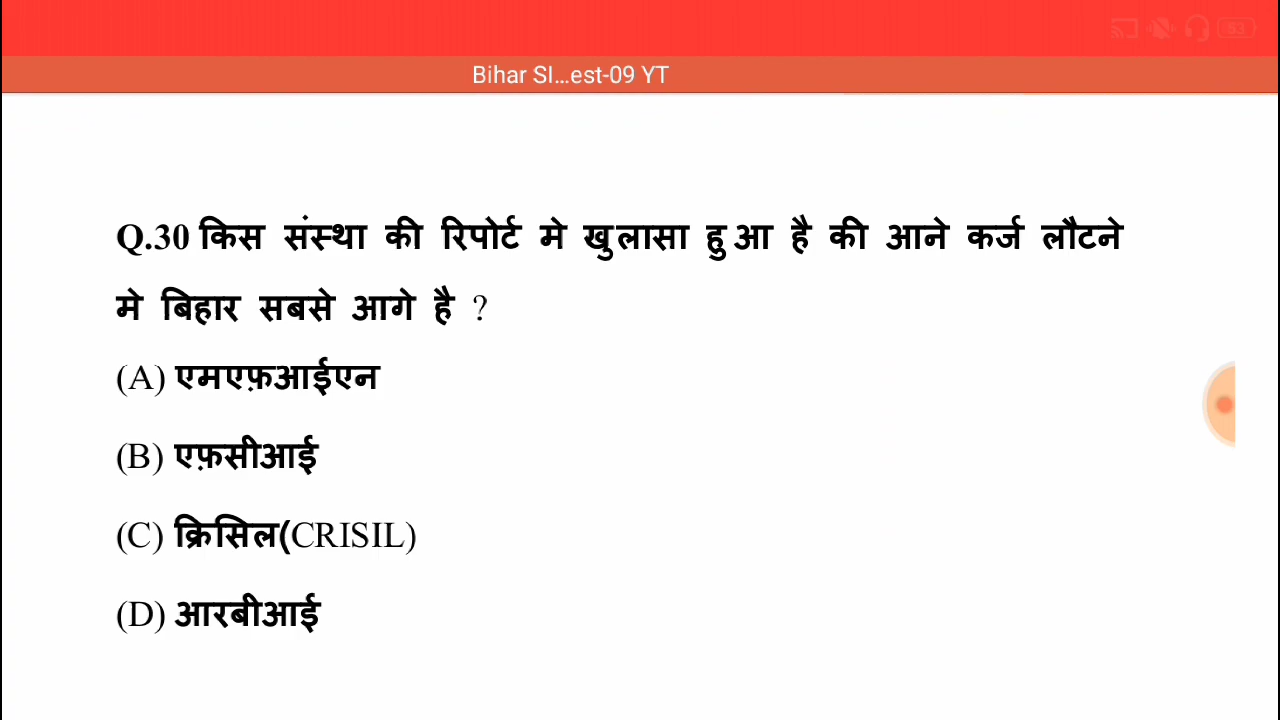 Bihar SI...est-09 YT
Q.30 किस संस्था की रिपोर्ट मे खुलासा हुआ है की आने कर्ज लौटने
मे बिहार सबसे आगे है ?
(A) एमएफ़आईएन
(B) एफ़सीआई
(C) क्रिसिल(CRISIL)
(D) आरबीआई